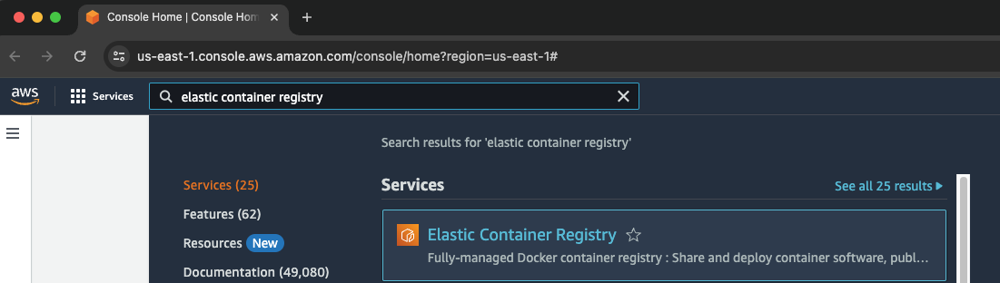 Console Home | Console Hom
us-east-1.console.aws.amazon.com/console/home?region=us-east-1#
aws
Services
elastic container registry
Search results for 'elastic container registry'
Services (25)
Services
See all 25 results
Features (62)
Resources New
Elastic Container Registry
Fully-managed Docker container registry : Share and deploy container software, publ...
Documentation (49,080)